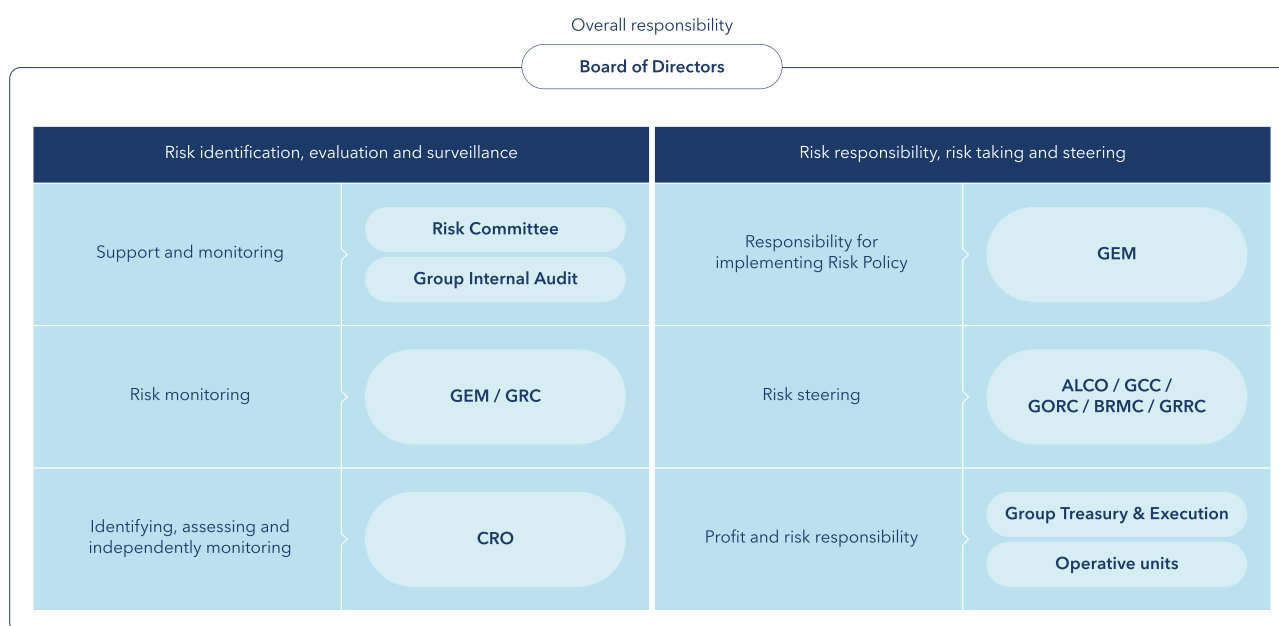 Overall responsibility
Board of Directors
Risk identification, evaluation and surveillance
Support and monitoring
Risk Committee
Group Internal Audit
Risk monitoring
GEM / GRC
Identifying, assessing and
independently monitoring
CRO
Risk responsibility, risk taking and steering
Responsibility for
implementing Risk Policy
GEM
Risk steering
ALCO / GCC /
GORC / BRMC / GRRC
Profit and risk responsibility
Group Treasury & Execution
Operative units